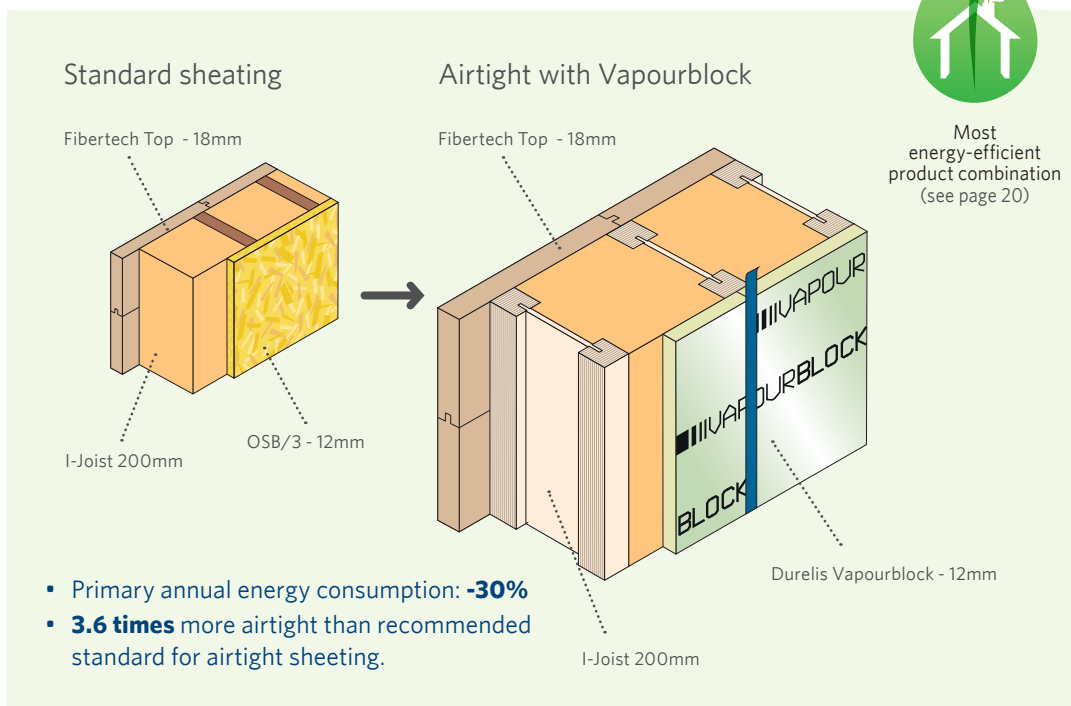 Standard sheating
Airtight with Vapourblock
Most
energy-efficient
product combination
(see page 20)
Fibertech Top - 18mm
Fibertech Top - 18mm
VAPOUR
VAPOURBLOCK
BLOCK
OSB/3 - 12mm
I-Joist 200mm
Durelis Vapourblock - 12mm
I-Joist 200mm
• Primary annual energy consumption: -30%
• 3.6 times more airtight than recommended
standard for airtight sheeting.